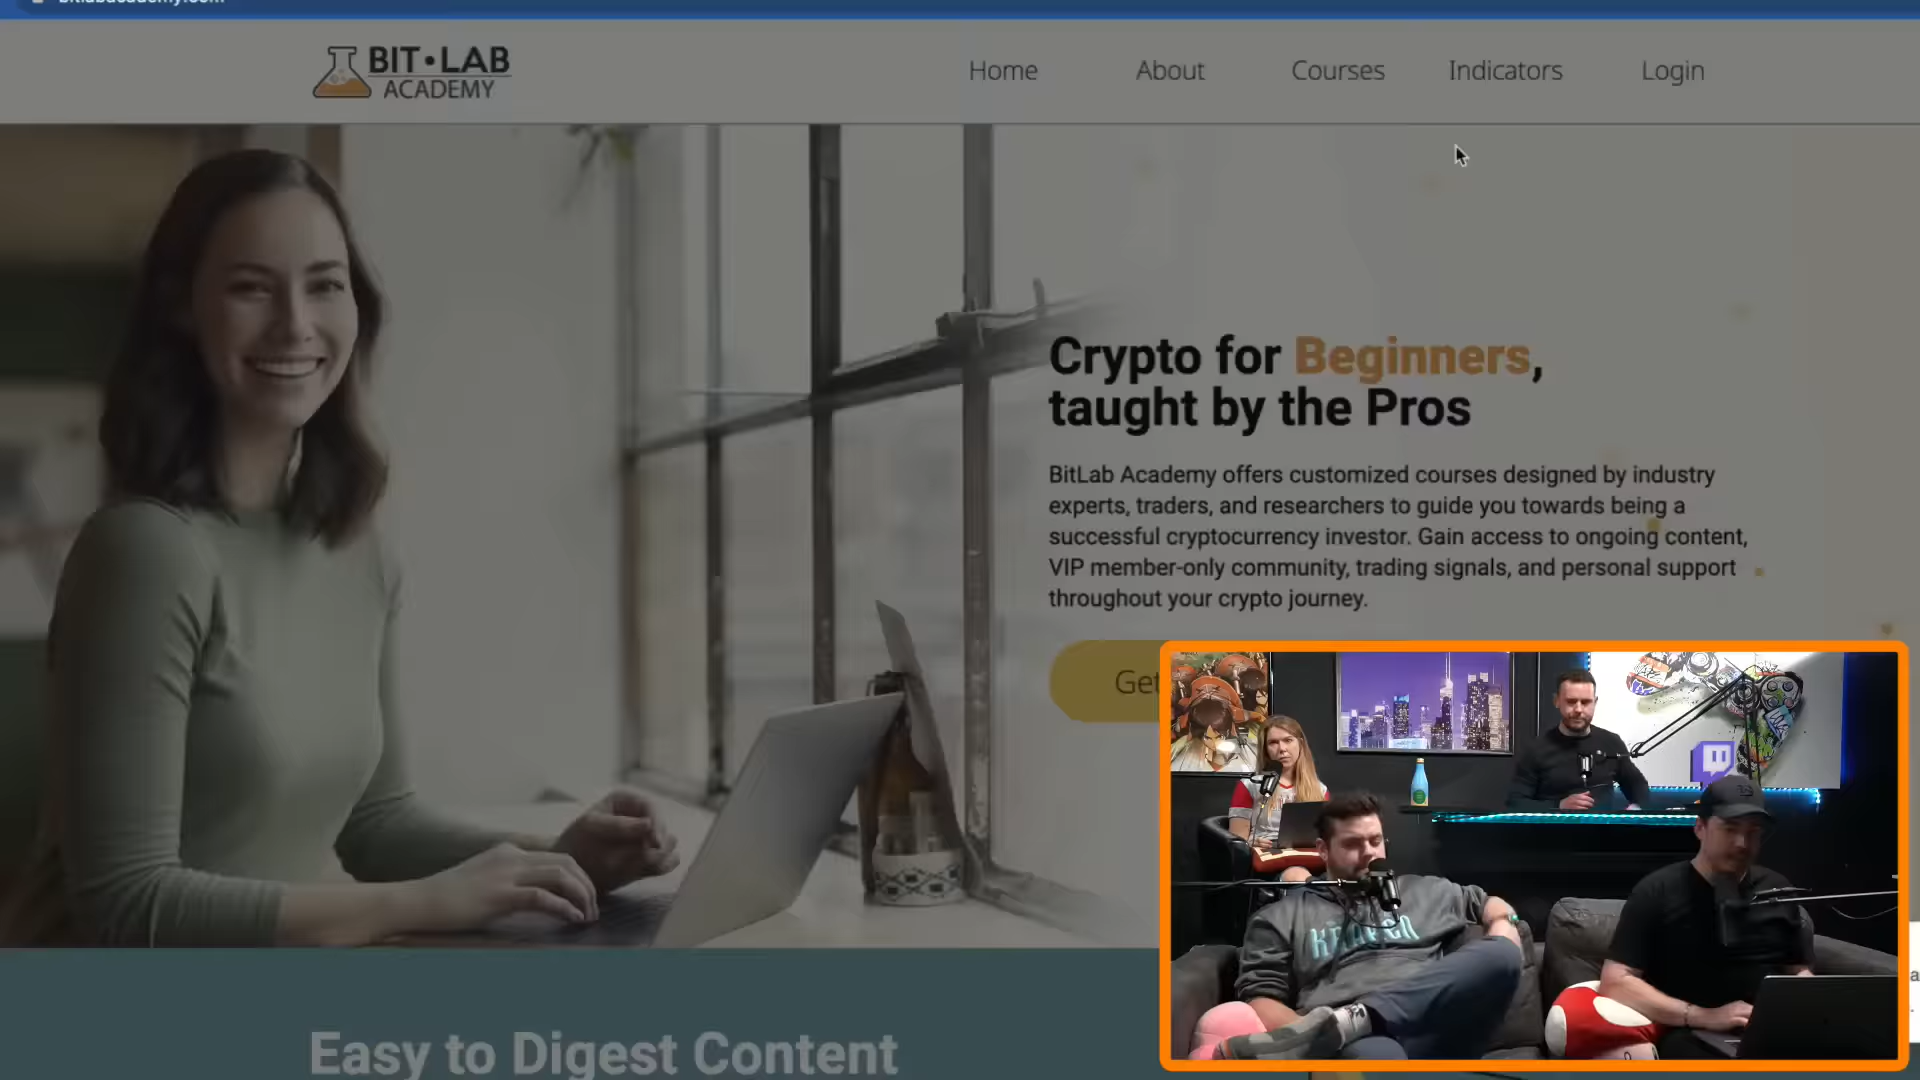 bitlabacademy.com
BIT•LAB
ACADEMY
Home About Courses Indicators Login
Crypto for Beginners,
taught by the Pros
BitLab Academy offers customized courses designed by industry
experts, traders, and researchers to guide you towards being a
successful cryptocurrency investor. Gain access to ongoing content,
VIP member-only community, trading signals, and personal support
throughout your crypto journey.
Get
KRAKEN
Easy to Digest Content